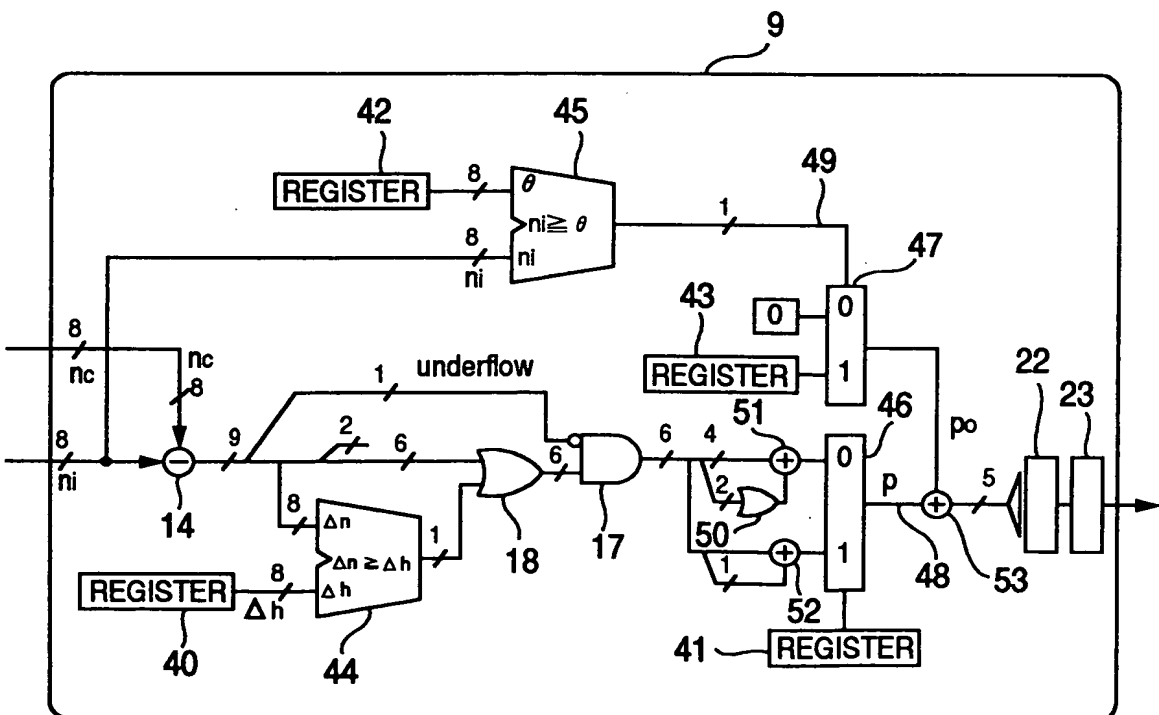 9
42
45
REGISTER
8
θ
ni≧ θ
8
ni
ni
1
49
47
0
0
1
43
REGISTER
8
nc
nc
8
1
underflow
51
46
22
23
po
8
ni
14
9
2
6
6
18
17
6
4
2
50
0
p
5
48
53
8
Δn
Δn ≥ Δh
Δh
1
1
52
1
REGISTER
Δh
8
40
44
41
REGISTER